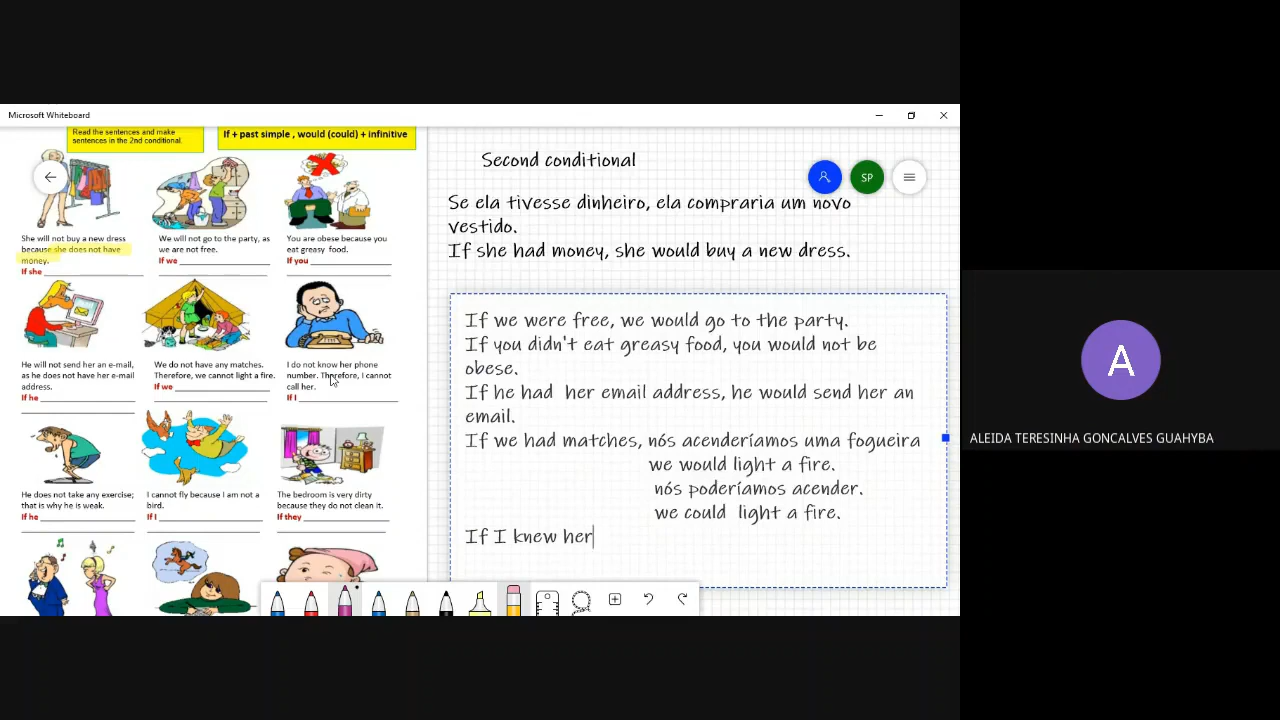 Microsoft Whiteboard
Read the sentences and make
sentences in the 2nd conditional.
If + past simple , would (could) + infinitive
She will not buy a new dress
because she does not have
money.
If she
We will not go to the party, as
we are not free.
If we
You are obese because you
eat greasy food.
If you
He will not send her an e-mail,
as he does not have her e-mail
address.
If he
We do not have any matches.
Therefore, we cannot light a fire.
If we
I do not know her phone
number. Therefore, I cannot
call her.
If I
He does not take any exercise;
that is why he is weak.
If he
I cannot fly because I am not a
bird.
If I
The bedroom is very dirty
because they do not clean it.
If they
Second conditional
SP
Se ela tivesse dinheiro, ela compraria um novo
vestido.
If she had money, she would buy a new dress.
If we were free, we would go to the party.
If you didn't eat greasy food, you would not be
obese.
If he had her email address, he would send her an
email.
If we had matches, nós acenderíamos uma fogueira
we would light a fire.
nós poderíamos acender.
we could light a fire.
If I knew her
A
ALEIDA TERESINHA GONCALVES GUAHYBA